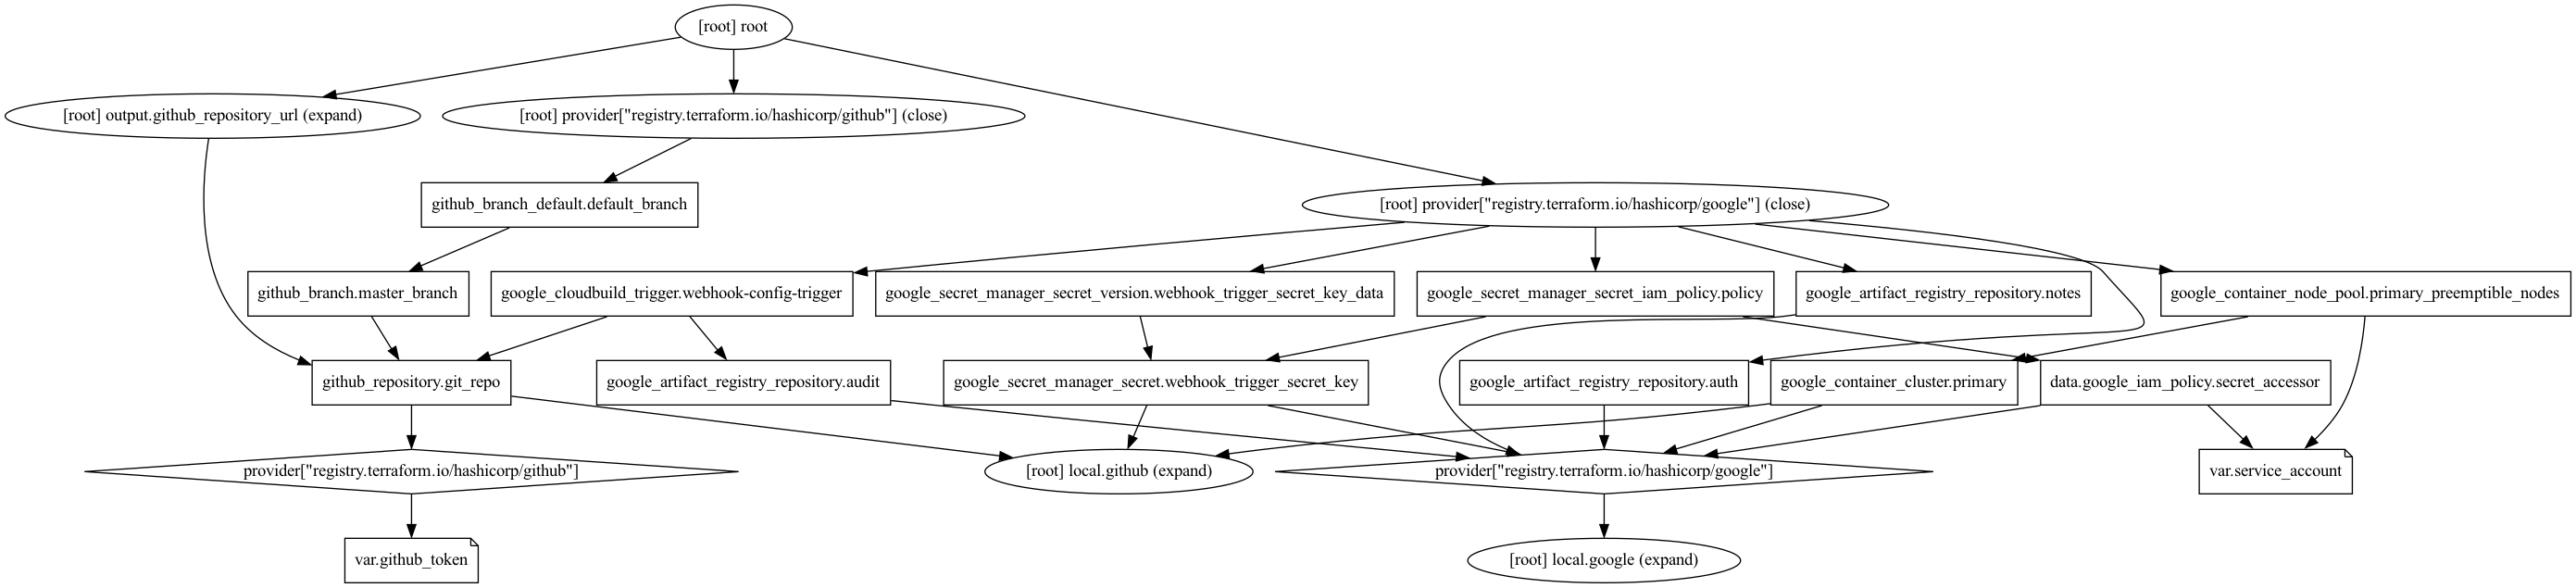 [root] root
[root] output.github_repository_url (expand)
[root] provider["registry.terraform.io/hashicorp/github"] (close)
github_branch_default.default_branch
[root] provider["registry.terraform.io/hashicorp/google"] (close)
github_branch.master_branch
google_cloudbuild_trigger.webhook-config-trigger
google_secret_manager_secret_version.webhook_trigger_secret_key_data
google_secret_manager_secret_iam_policy.policy
google_artifact_registry_repository.notes
google_container_node_pool.primary_preemptible_nodes
github_repository.git_repo
google_artifact_registry_repository.audit
google_secret_manager_secret.webhook_trigger_secret_key
google_artifact_registry_repository.auth
google_container_cluster.primary
data.google_iam_policy.secret_accessor
provider["registry.terraform.io/hashicorp/github"]
[root] local.github (expand)
provider["registry.terraform.io/hashicorp/google"]
var.service_account
var.github_token
[root] local.google (expand)